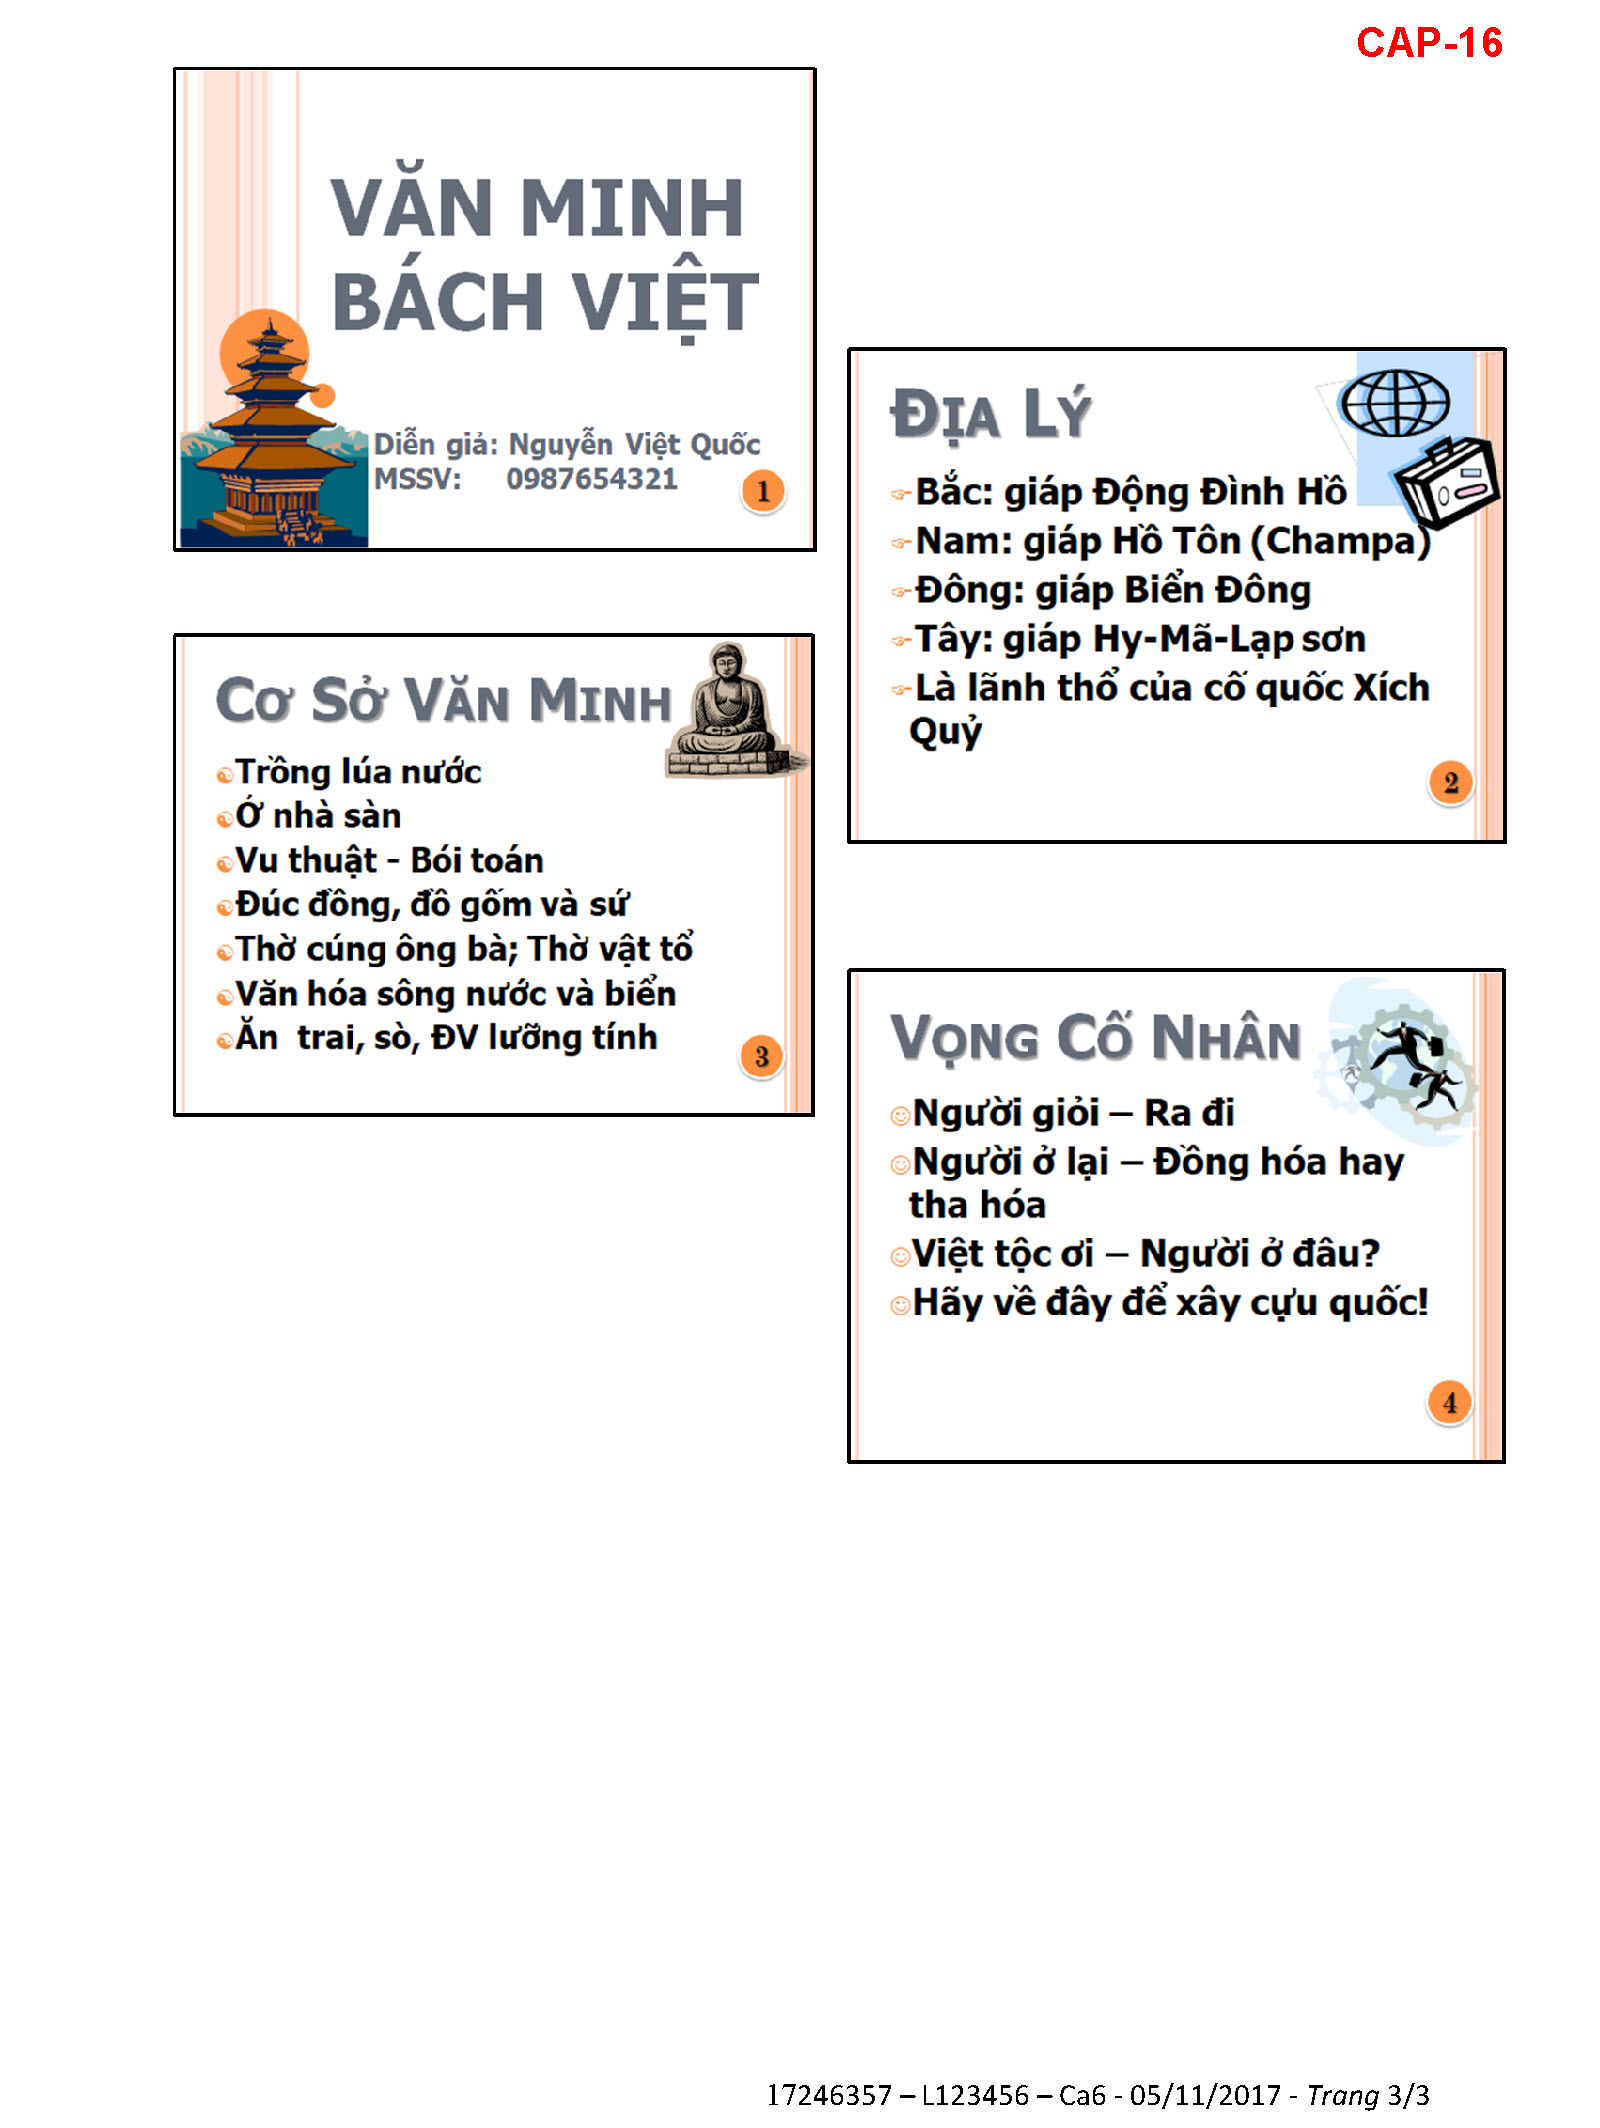 CAP-16
VĂN MINH
BÁCH VIỆT
Diễn giả: Nguyễn Việt Quốc
MSSV: 0987654321
1
ĐỊA LÝ
Bắc: giáp Động Đình Hồ
Nam: giáp Hồ Tôn (Champa)
Đông: giáp Biển Đông
Tây: giáp Hy-Mã-Lạp sơn
Là lãnh thổ của cố quốc Xích
Quỷ
2
CƠ SỞ VĂN MINH
Trồng lúa nước
Ở nhà sàn
Vu thuật - Bói toán
Đúc đồng, đồ gốm và sứ
Thờ cúng ông bà; Thờ vật tổ
Văn hóa sông nước và biển
Ăn trai, sò, ĐV lưỡng tính
3
VỌNG CỐ NHÂN
Người giỏi – Ra đi
Người ở lại – Đồng hóa hay
tha hóa
Việt tộc ơi – Người ở đâu?
Hãy về đây để xây cựu quốc!
4
17246357 – L123456 – Ca6 - 05/11/2017 - Trang 3/3